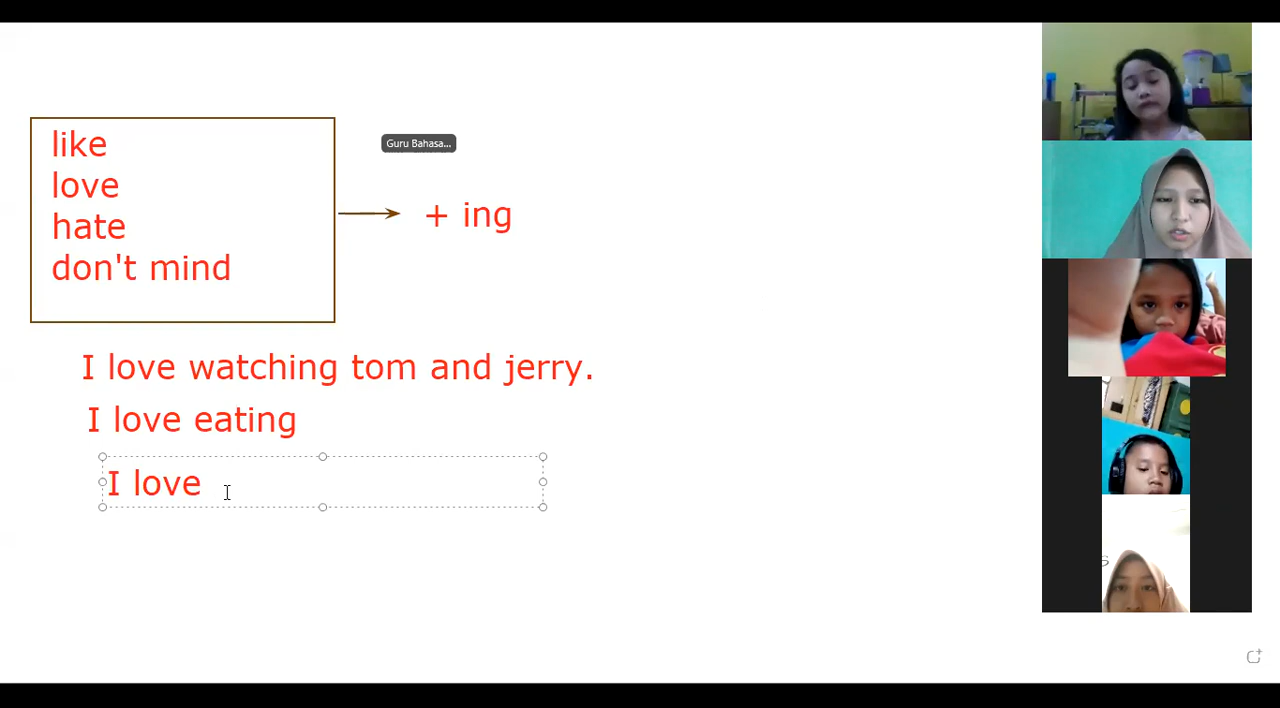 like
love
hate
don't mind
Guru Bahasa...
+ ing
I love watching tom and jerry.
I love eating
I love